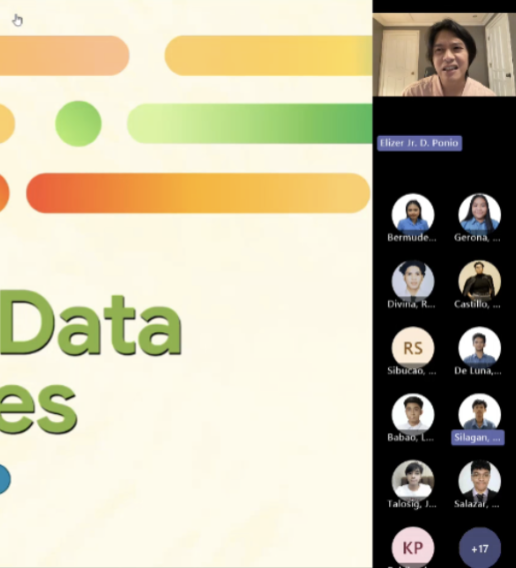 Data
es
Elizer Jr. D. Ponio
Bermude... Gerona, ...
Divina, R... Castillo, ...
RS
Sibucao, ... De Luna,...
Babao, L... Silagan, ...
Talosig, J... Salazar, ...
KP +17